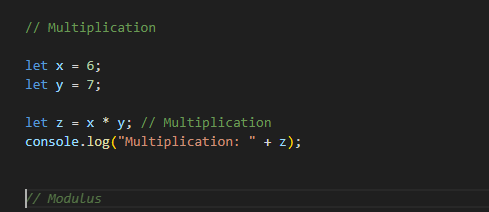 // Multiplication
let x = 6;
let y = 7;
let z = x * y; // Multiplication
console.log("Multiplication: " + z);
// Modulus